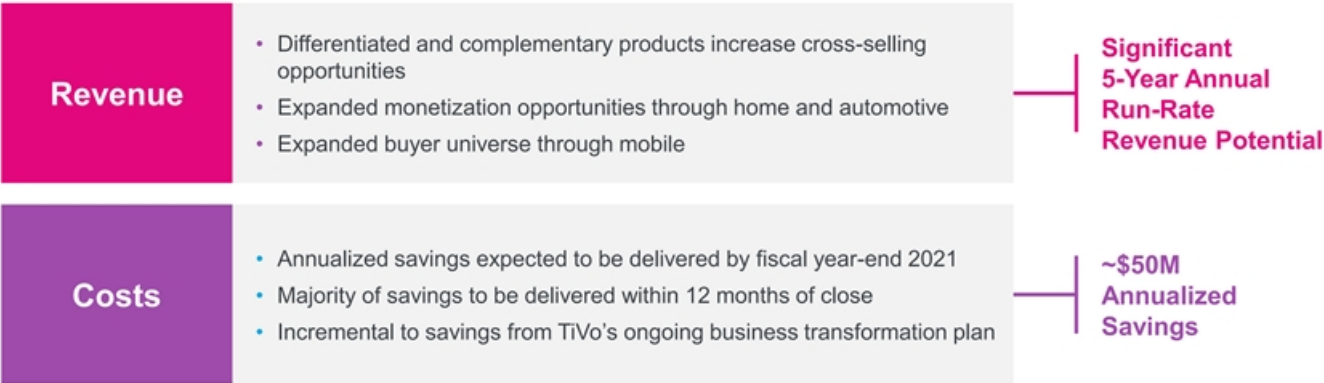 Revenue
• Differentiated and complementary products increase cross-selling
opportunities
• Expanded monetization opportunities through home and automotive
• Expanded buyer universe through mobile
Significant
5-Year Annual
Run-Rate
Revenue Potential
Costs
• Annualized savings expected to be delivered by fiscal year-end 2021
• Majority of savings to be delivered within 12 months of close
• Incremental to savings from TiVo’s ongoing business transformation plan
~$50M
Annualized
Savings